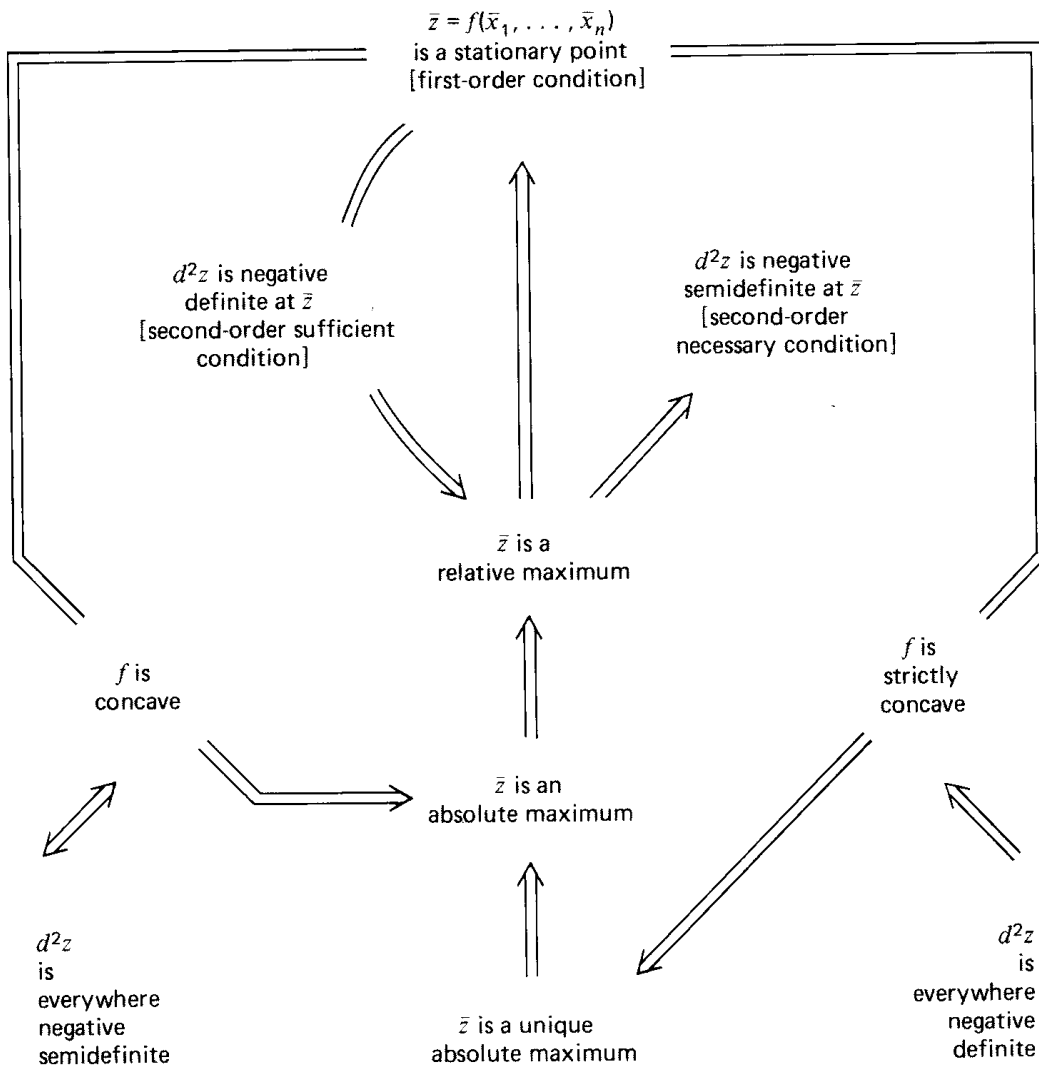 z̄ = f(x̄₁, . . . , x̄ₙ)
is a stationary point
[first-order condition]
d²z is negative
definite at z̄
[second-order sufficient
condition]
d²z is negative
semidefinite at z̄
[second-order
necessary condition]
z̄ is a
relative maximum
f is
concave
f is
strictly
concave
z̄ is an
absolute maximum
d²z
is
everywhere
negative
semidefinite
z̄ is a unique
absolute maximum
d²z
is
everywhere
negative
definite